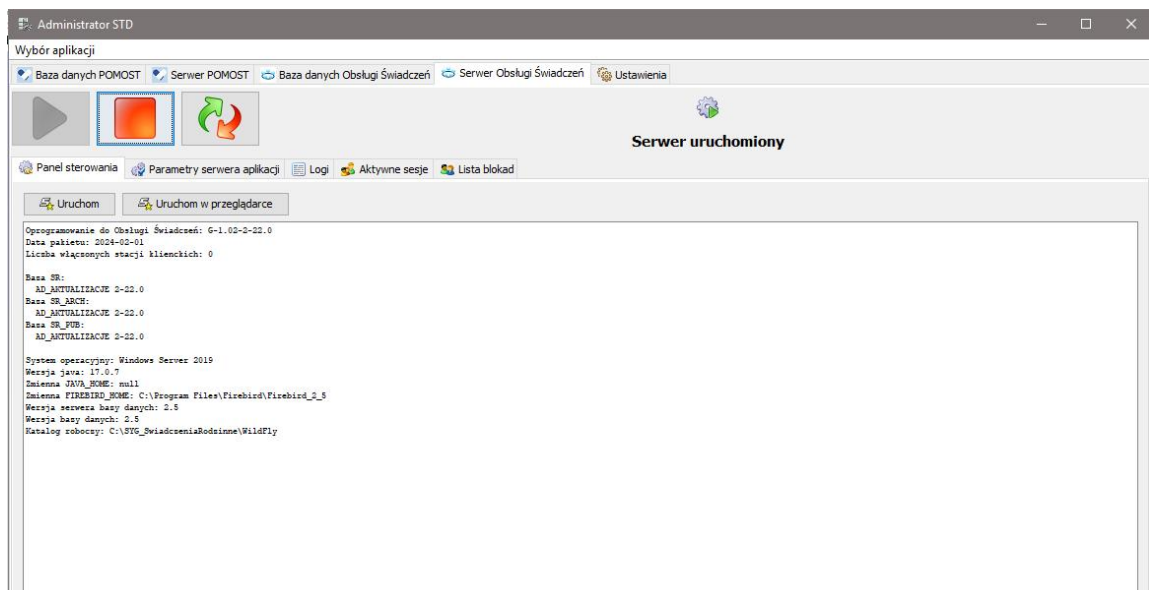 Administrator STD
Wybór aplikacji
Baza danych POMOST Serwer POMOST Baza danych Obsługi Świadczeń Serwer Obsługi Świadczeń Ustawienia
Serwer uruchomiony
Panel sterowania Parametry serwera aplikacji Logi Aktywne sesje Lista blokad
Uruchom Uruchom w przeglądarce
Oprogramowanie do Obsługi Świadczeń: G-1.02-2-22.0
Data pakietu: 2024-02-01
Liczba włączonych stacji klienckich: 0
Baza SR:
AD_AKTUALIZACJE 2-22.0
Baza SR_ARCH:
AD_AKTUALIZACJE 2-22.0
Baza SR_PUB:
AD_AKTUALIZACJE 2-22.0
System operacyjny: Windows Server 2019
Wersja java: 17.0.7
Zmienna JAVA_HOME: null
Zmienna FIREBIRD_HOME: C:\Program Files\Firebird\Firebird_2_5
Wersja serwera bazy danych: 2.5
Wersja bazy danych: 2.5
Katalog roboczy: C:\SYG_SwiadczeniaRodzinne\WildFly